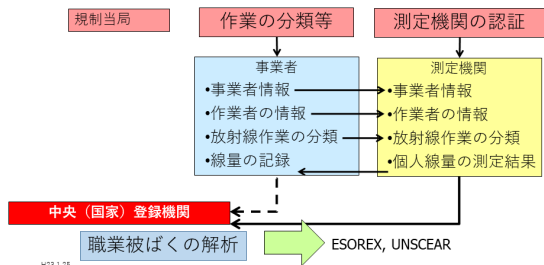 規制当局
作業の分類等
測定機関の認証
事業者
•事業者情報
•作業者の情報
•放射線作業の分類
•線量の記録
測定機関
•事業者情報
•作業者の情報
•放射線作業の分類
•個人線量の測定結果
中央（国家）登録機関
職業被ばくの解析
ESOREX, UNSCEAR
H23.1.25